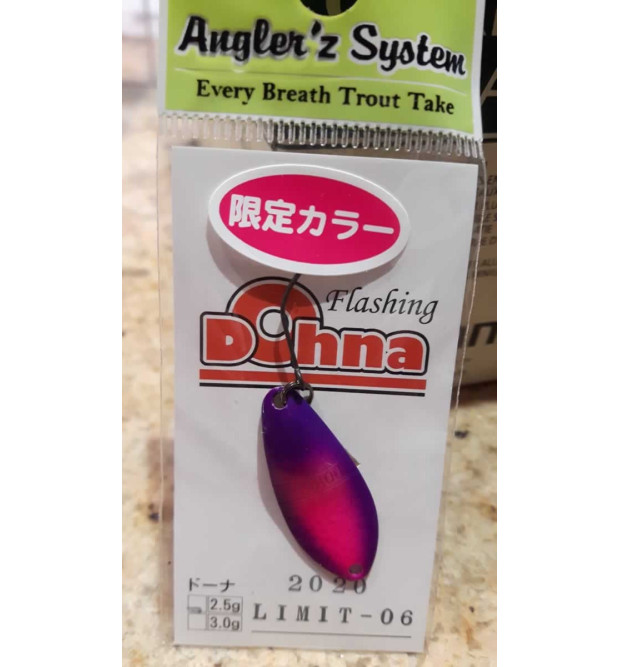 Angler'z System
Every Breath Trout Take
限定カラー
Flashing
Dohna
ドーナ
2.5g
3.0g
2020
LIMIT-06